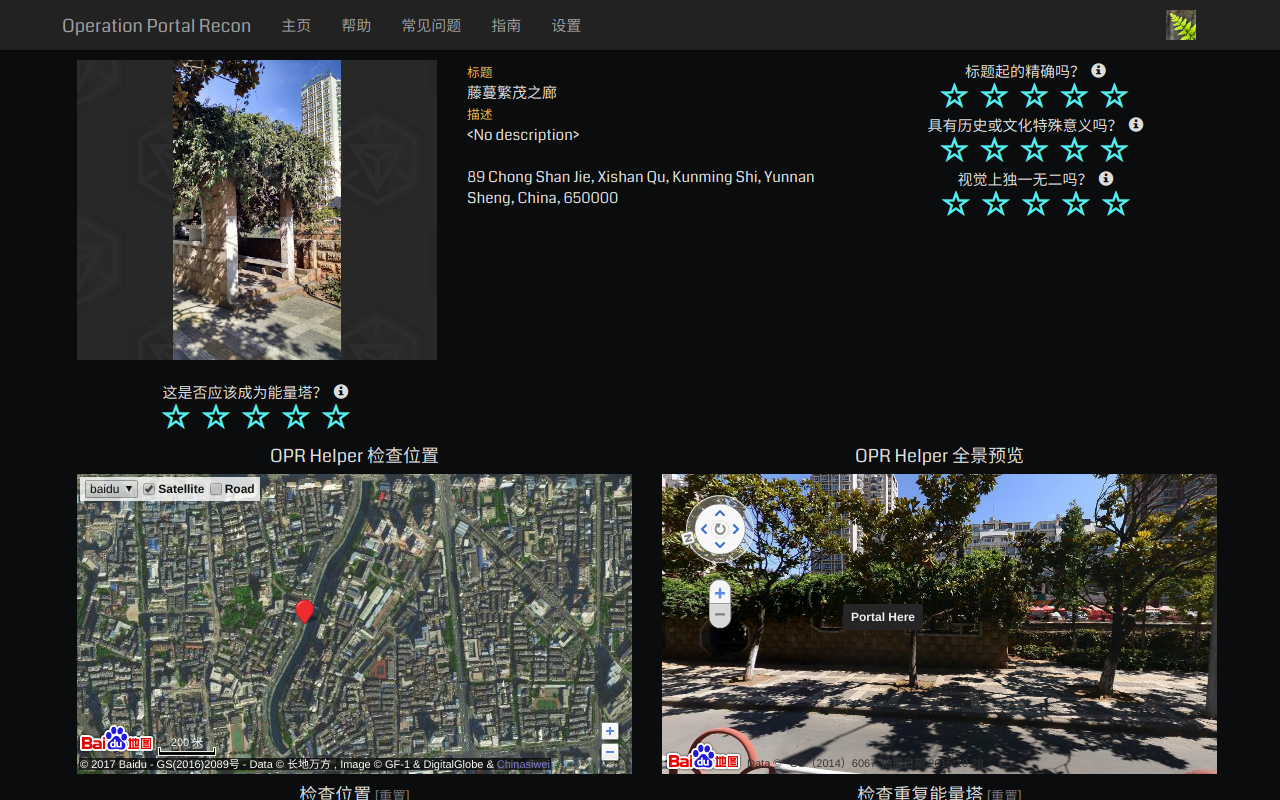 Operation Portal Recon 主页 帮助 常见问题 指南 设置
标题
藤蔓繁茂之廊
描述
<No description>
89 Chong Shan Jie, Xishan Qu, Kunming Shi, Yunnan
Sheng, China, 650000
标题起的精确吗？
具有历史或文化特殊意义吗？
视觉上独一无二吗？
这是否应该成为能量塔？
OPR Helper 检查位置
baidu Satellite Road
200 米
Bai du 地图
© 2017 Baidu - GS(2016)2089号 - Data © 长地万方 , Image © GF-1 & DigitalGlobe & Chinasiwei
OPR Helper 全景预览
N
Portal Here
Bai du 地图
检查位置 [重置]
检查重复能量塔 [重置]